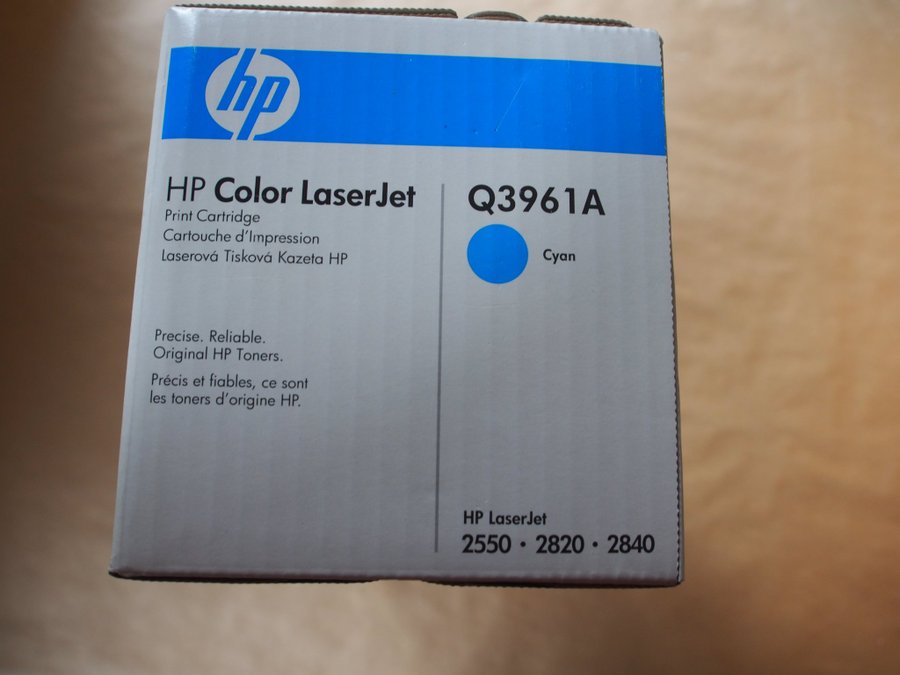 hp
HP Color LaserJet
Print Cartridge
Cartouche d'Impression
Laserová Tisková Kazeta HP
Precise. Reliable.
Original HP Toners.
Précis et fiables, ce sont
les toners d'origine HP.
Q3961A
Cyan
HP LaserJet
2550 • 2820 • 2840